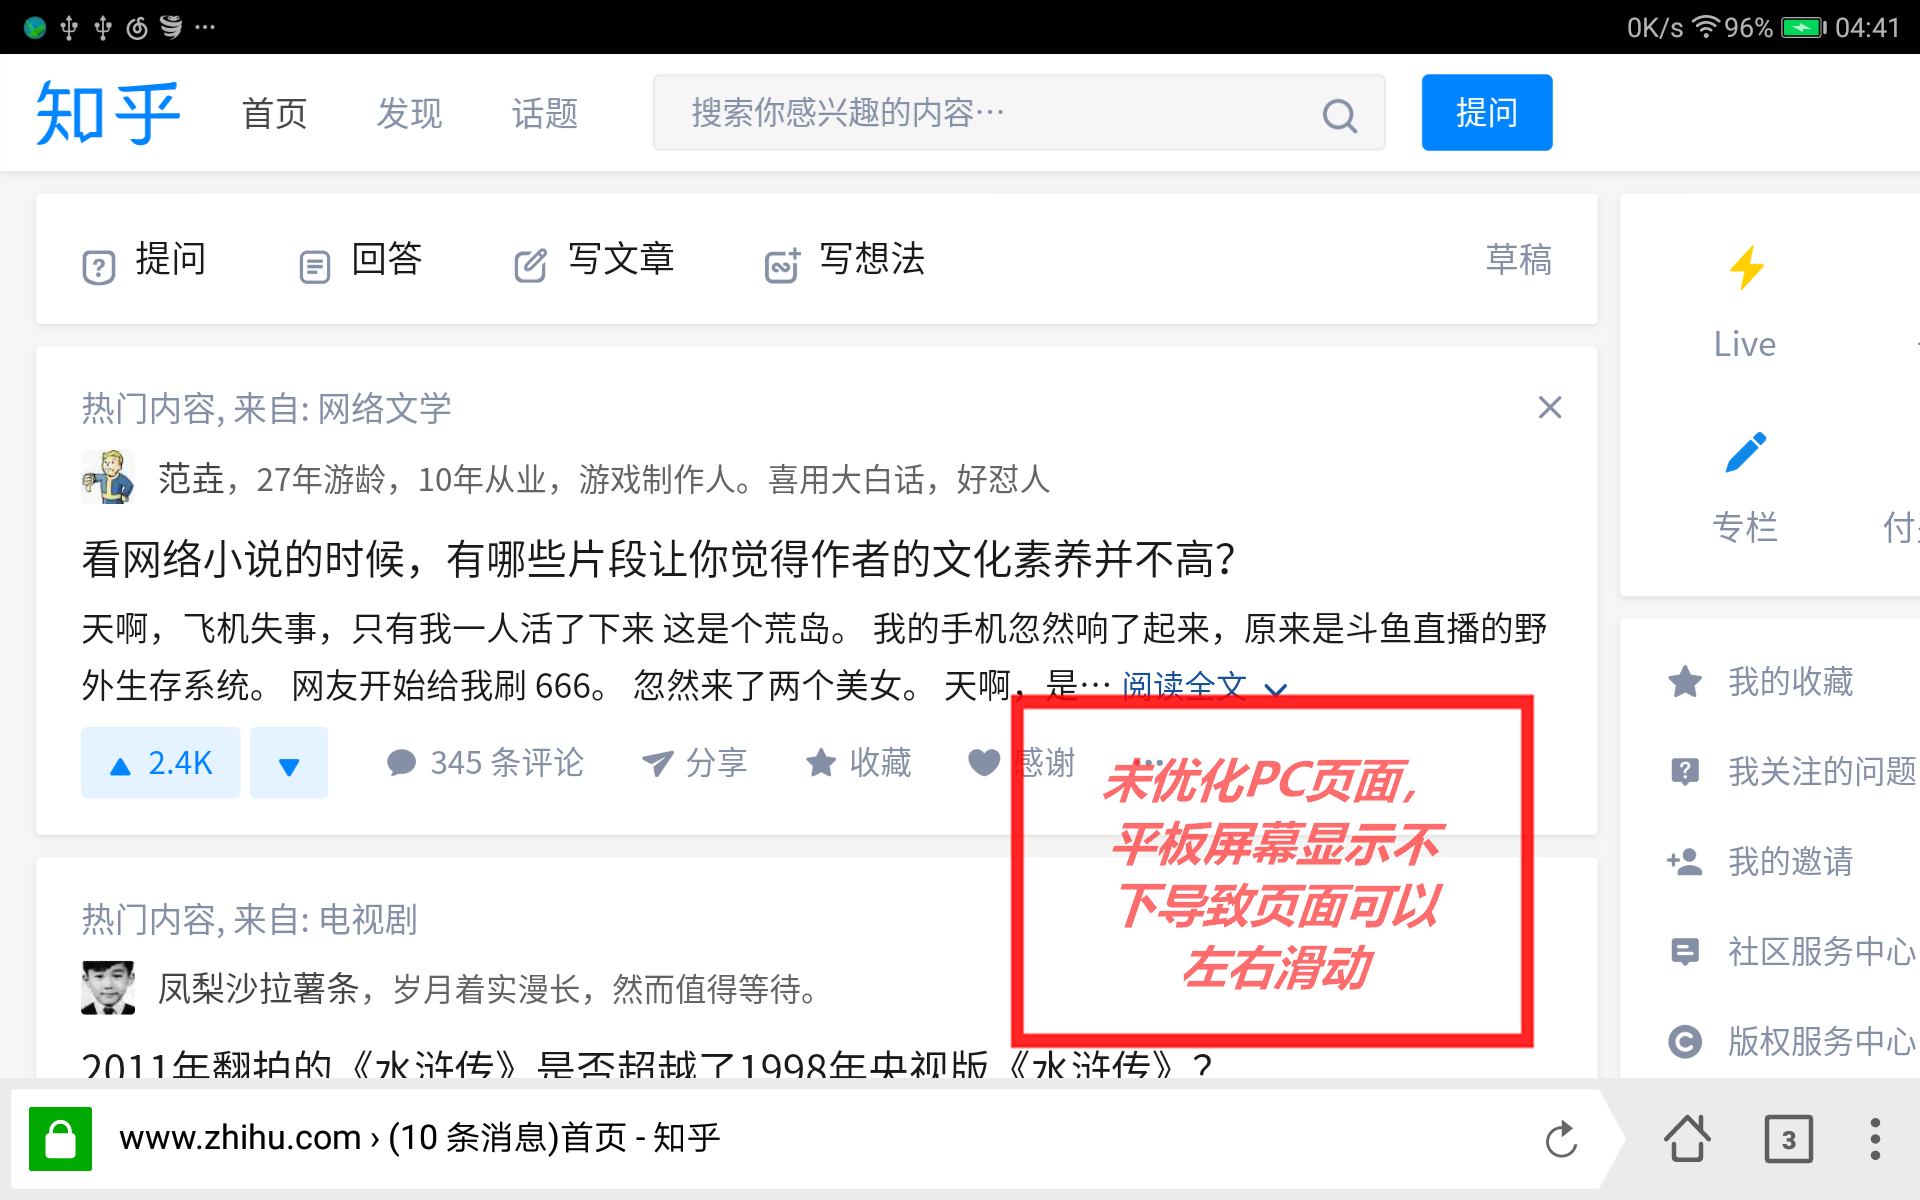 0K/s 96% 04:41
知乎 首页 发现 话题 搜索你感兴趣的内容… 提问
提问 回答 写文章 写想法 草稿
Live
热门内容, 来自: 网络文学
范垚，27年游龄，10年从业，游戏制作人。喜用大白话，好怼人
专栏 付
看网络小说的时候，有哪些片段让你觉得作者的文化素养并不高？
天啊，飞机失事，只有我一人活了下来 这是个荒岛。 我的手机忽然响了起来，原来是斗鱼直播的野
外生存系统。 网友开始给我刷 666。 忽然来了两个美女。 天啊，是… 阅读全文
2.4K 345 条评论 分享 收藏 感谢
未优化PC页面，
平板屏幕显示不
下导致页面可以
左右滑动
我的收藏
我关注的问题
我的邀请
社区服务中心
版权服务中心
热门内容, 来自: 电视剧
凤梨沙拉薯条，岁月着实漫长，然而值得等待。
2011年翻拍的《水浒传》是否超越了1998年央视版《水浒传》？
www.zhihu.com › (10 条消息)首页 - 知乎
3